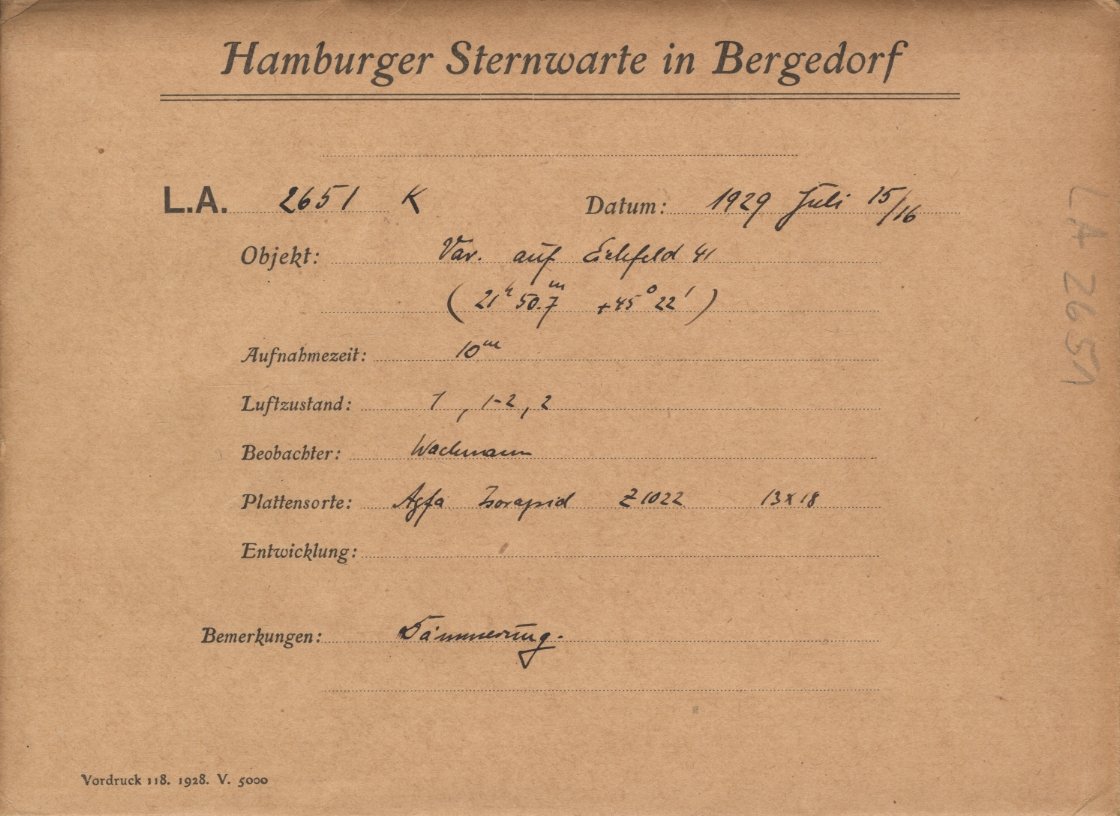 Hamburger Sternwarte in Bergedorf
L.A. 2651 K Datum: 1929 Juli 15/16
Objekt: Var. auf Eichfeld 41
(21h 50.7m +45° 22')
Aufnahmezeit: 10m
Luftzustand: 1, 1-2, 2
Beobachter: Wachmann
Plattensorte: Agfa Isorapid Z1022 13x18
Entwicklung:
Bemerkungen: Dämmerung.
Vordruck 118. 1928. V. 5000
LA 2651